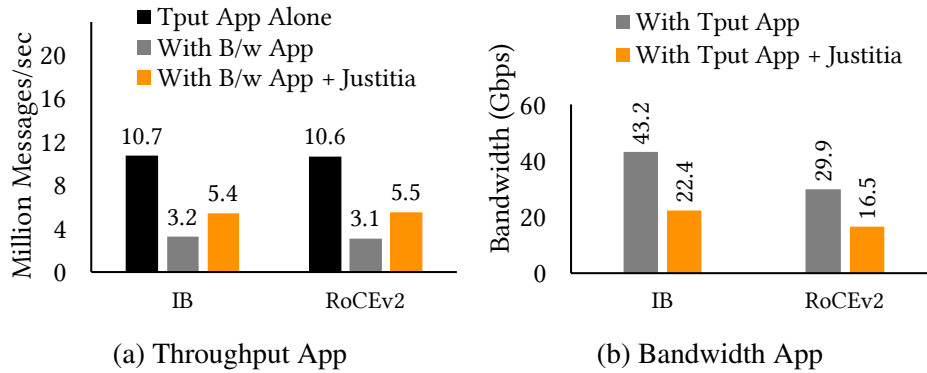 Tput App Alone
With B/w App
With B/w App + Justitia
Million Messages/sec
20
16
12
8
4
0
10.7
3.2
5.4
10.6
3.1
5.5
IB
RoCEv2
(a) Throughput App
With Tput App
With Tput App + Justitia
Bandwidth (Gbps)
60
40
20
0
43.2
22.4
29.9
16.5
IB
RoCEv2
(b) Bandwidth App